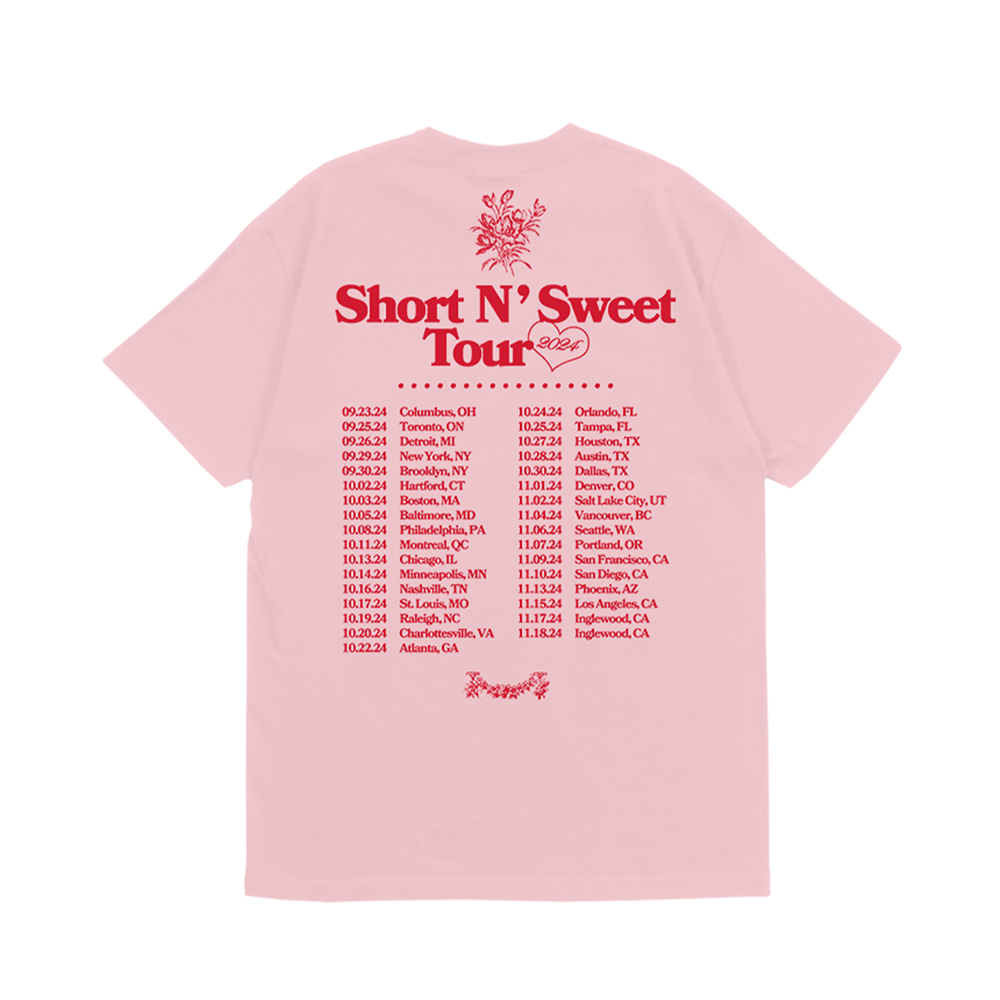 Short N' Sweet
Tour 2024
09.23.24 Columbus, OH
09.25.24 Toronto, ON
09.26.24 Detroit, MI
09.29.24 New York, NY
09.30.24 Brooklyn, NY
10.02.24 Hartford, CT
10.03.24 Boston, MA
10.05.24 Baltimore, MD
10.08.24 Philadelphia, PA
10.11.24 Montreal, QC
10.13.24 Chicago, IL
10.14.24 Minneapolis, MN
10.16.24 Nashville, TN
10.17.24 St. Louis, MO
10.19.24 Raleigh, NC
10.20.24 Charlottesville, VA
10.22.24 Atlanta, GA
10.24.24 Orlando, FL
10.25.24 Tampa, FL
10.27.24 Houston, TX
10.28.24 Austin, TX
10.30.24 Dallas, TX
11.01.24 Denver, CO
11.02.24 Salt Lake City, UT
11.04.24 Vancouver, BC
11.06.24 Seattle, WA
11.07.24 Portland, OR
11.09.24 San Francisco, CA
11.10.24 San Diego, CA
11.13.24 Phoenix, AZ
11.15.24 Los Angeles, CA
11.17.24 Inglewood, CA
11.18.24 Inglewood, CA